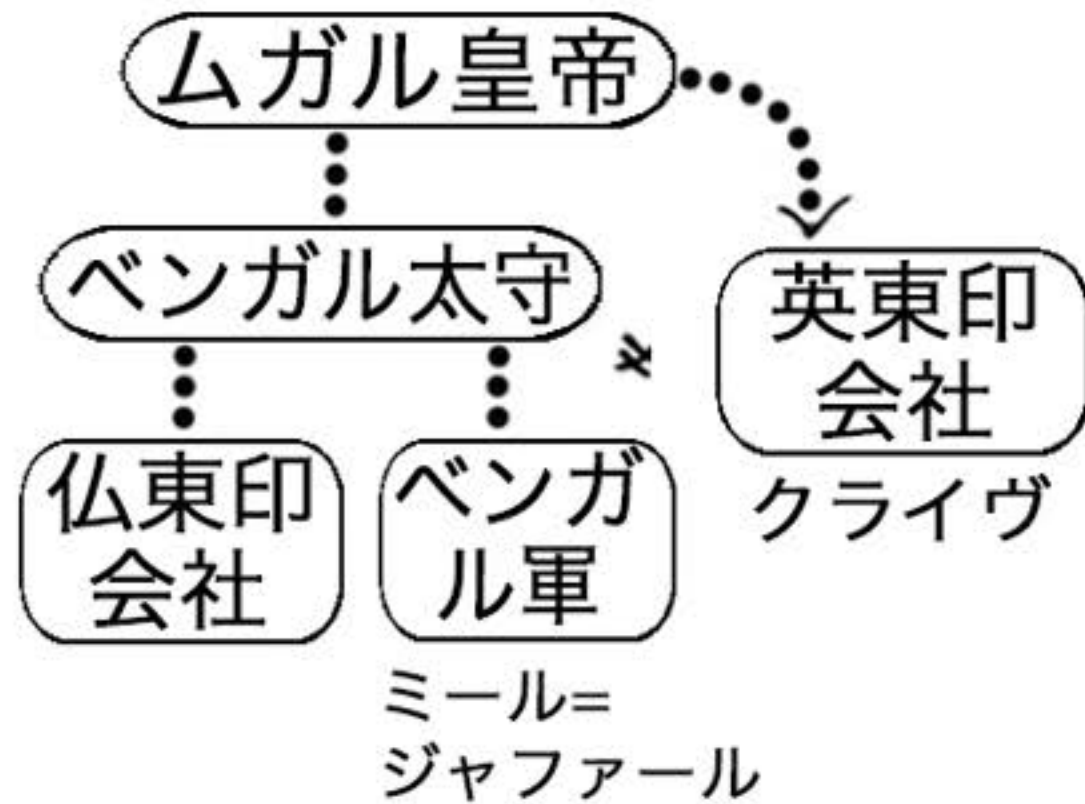 ムガル皇帝
ベンガル太守
英東印
会社
クライヴ
仏東印
会社
ベンガ
ル軍
ミール=
ジャファール